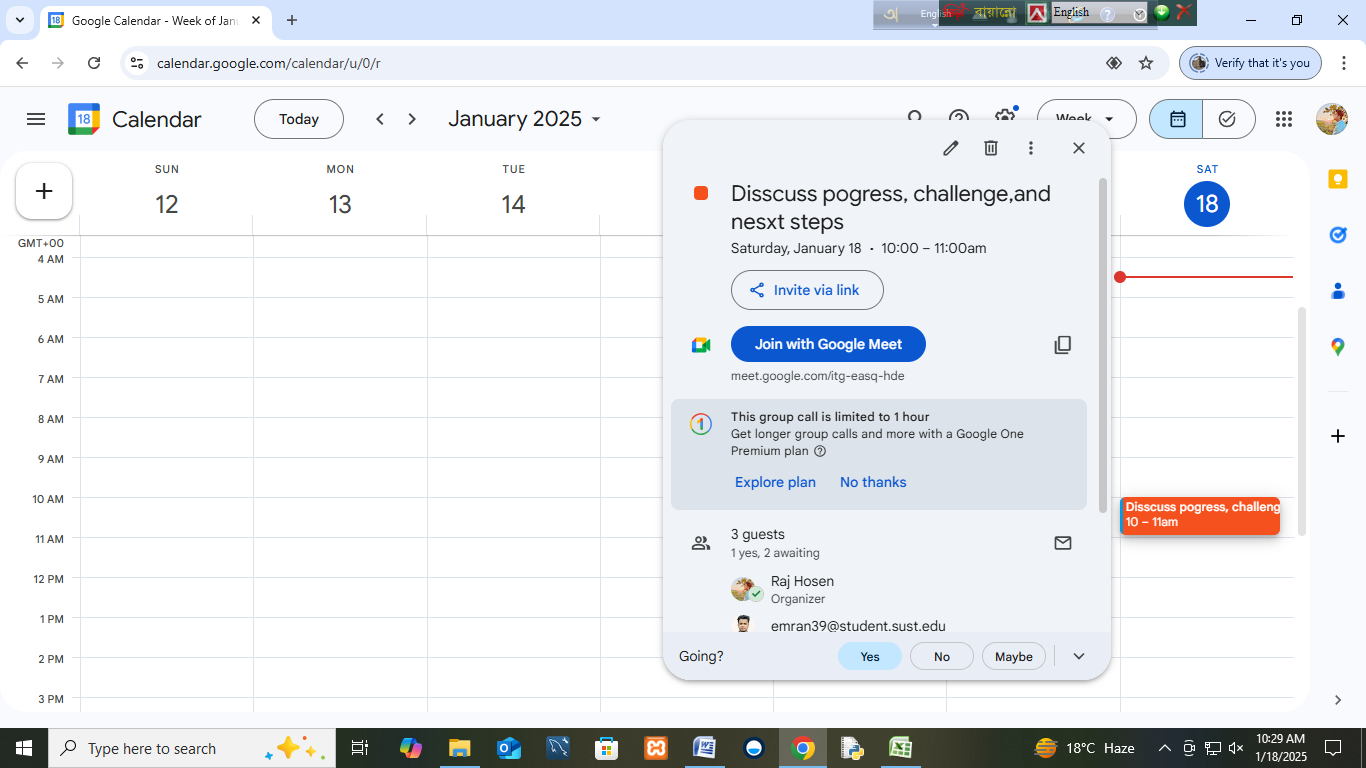 Google Calendar - Week of Janu
English
বায়ান্নো
English
calendar.google.com/calendar/u/0/r
Verify that it's you
18
Calendar
Today
January 2025
Week
SUN
12
MON
13
TUE
14
SAT
18
GMT+00
4 AM
5 AM
6 AM
7 AM
8 AM
9 AM
10 AM
11 AM
12 PM
1 PM
2 PM
3 PM
Disscuss pogress, challenge,and
nesxt steps
Saturday, January 18 · 10:00 – 11:00am
Invite via link
Join with Google Meet
meet.google.com/itg-easq-hde
This group call is limited to 1 hour
Get longer group calls and more with a Google One
Premium plan
Explore plan No thanks
3 guests
1 yes, 2 awaiting
Raj Hosen
Organizer
emran39@student.sust.edu
Going? Yes No Maybe
Disscuss pogress, challeng
10 – 11am
Type here to search
18°C Haze
10:29 AM
1/18/2025